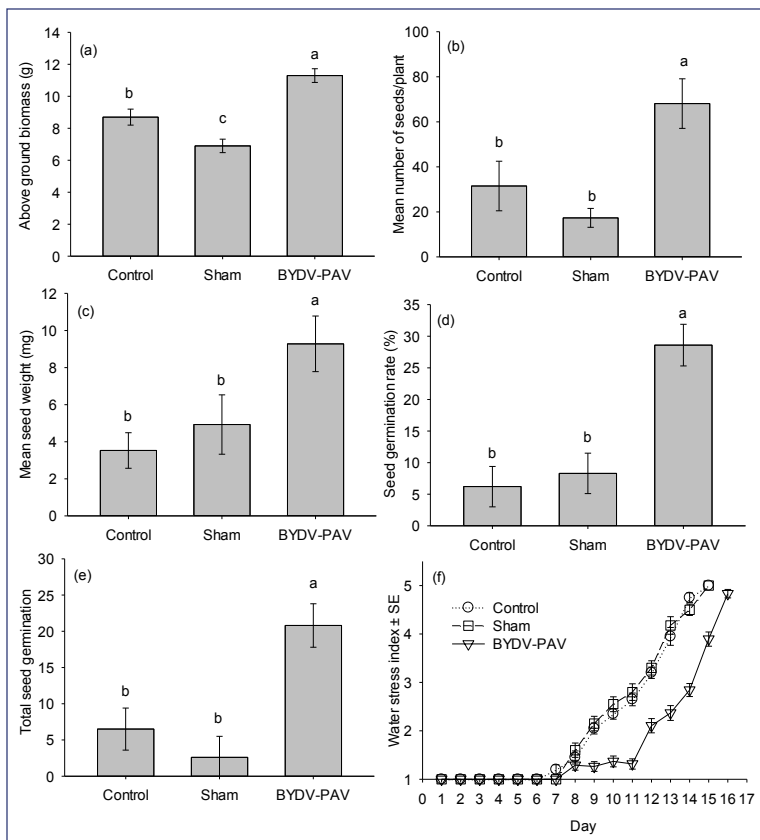 (a)
Above ground biomass (g)
12
10
8
6
4
2
0
b
c
a
Control Sham BYDV-PAV
(b)
Mean number of seeds/plant
100
80
60
40
20
0
b
b
a
Control Sham BYDV-PAV
(c)
Mean seed weight (mg)
12
10
8
6
4
2
0
b
b
a
Control Sham BYDV-PAV
(d)
Seed germination rate (%)
35
30
25
20
15
10
5
0
b
b
a
Control Sham BYDV-PAV
(e)
Total seed germination
30
25
20
15
10
5
0
b
b
a
Control Sham BYDV-PAV
(f)
Water stress index ± SE
5
4
3
2
1
Control
Sham
BYDV-PAV
0 1 2 3 4 5 6 7 8 9 10 11 12 13 14 15 16 17
Day